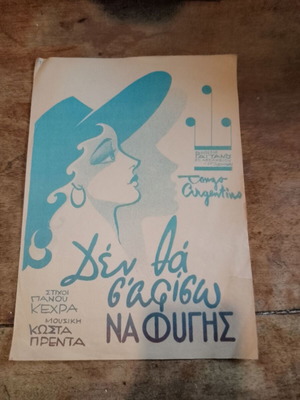 Tango
Argentino
Δέν θά
σ'αφίσω
ΝΑ ΦΥΓΗΣ
ΣΤΙΧΟΙ
ΠΑΝΟΥ
ΚΕΧΡΑ
ΜΟΥΣΙΚΗ
ΚΩΣΤΑ
ΠΡΕΝΤΑ